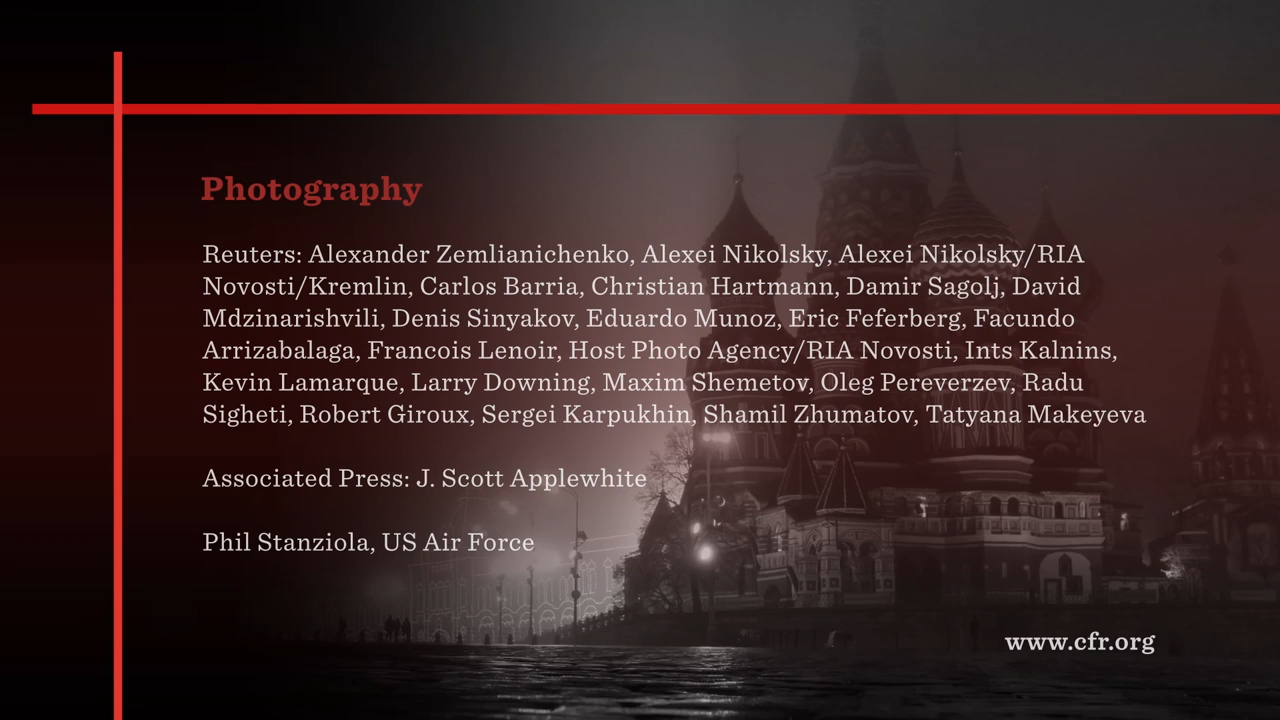 Photography
Reuters: Alexander Zemlianichenko, Alexei Nikolsky, Alexei Nikolsky/RIA
Novosti/Kremlin, Carlos Barria, Christian Hartmann, Damir Sagolj, David
Mdzinarishvili, Denis Sinyakov, Eduardo Munoz, Eric Feferberg, Facundo
Arrizabalaga, Francois Lenoir, Host Photo Agency/RIA Novosti, Ints Kalnins,
Kevin Lamarque, Larry Downing, Maxim Shemetov, Oleg Pereverzev, Radu
Sigheti, Robert Giroux, Sergei Karpukhin, Shamil Zhumatov, Tatyana Makeyeva
Associated Press: J. Scott Applewhite
Phil Stanziola, US Air Force
www.cfr.org